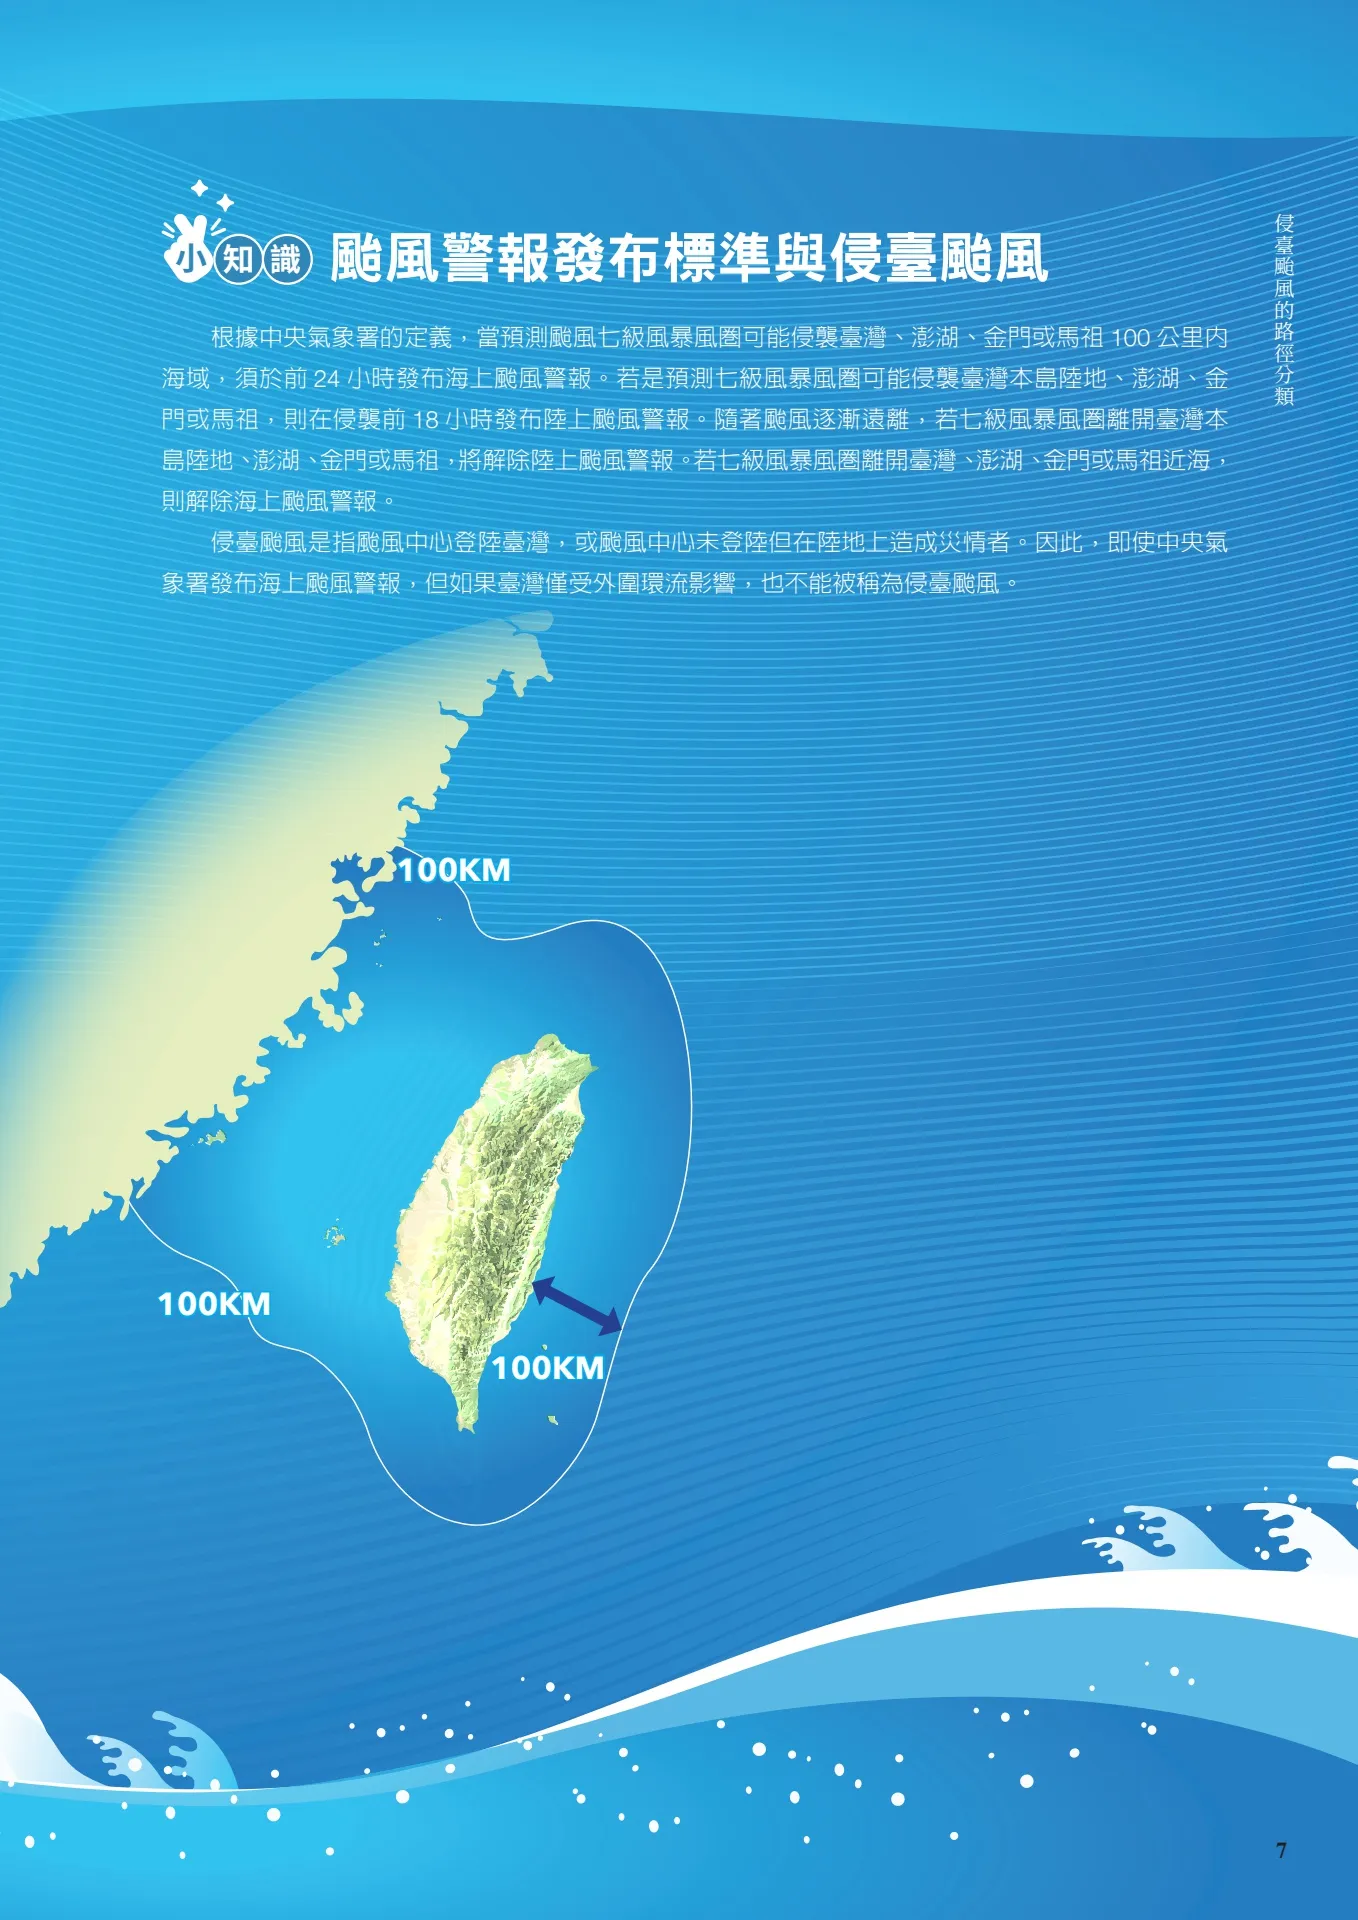 小知識 颱風警報發布標準與侵臺颱風
侵臺颱風的路徑分類
根據中央氣象署的定義，當預測颱風七級風暴風圈可能侵襲臺灣、澎湖、金門或馬祖 100 公里內
海域，須於前 24 小時發布海上颱風警報。若是預測七級風暴風圈可能侵襲臺灣本島陸地、澎湖、金
門或馬祖，則在侵襲前 18 小時發布陸上颱風警報。隨著颱風逐漸遠離，若七級風暴風圈離開臺灣本
島陸地、澎湖、金門或馬祖，將解除陸上颱風警報。若七級風暴風圈離開臺灣、澎湖、金門或馬祖近海，
則解除海上颱風警報。
侵臺颱風是指颱風中心登陸臺灣，或颱風中心未登陸但在陸地上造成災情者。因此，即使中央氣
象署發布海上颱風警報，但如果臺灣僅受外圍環流影響，也不能被稱為侵臺颱風。
100KM
100KM
100KM
7